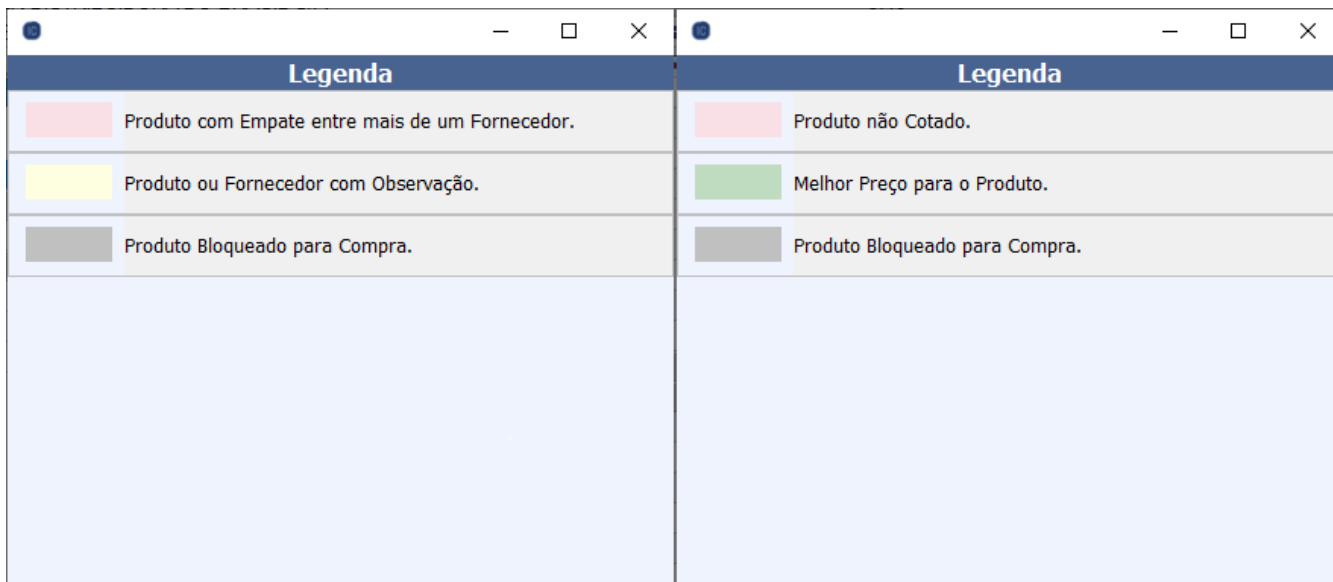 Legenda
Produto com Empate entre mais de um Fornecedor.
Produto ou Fornecedor com Observação.
Produto Bloqueado para Compra.
Legenda
Produto não Cotado.
Melhor Preço para o Produto.
Produto Bloqueado para Compra.